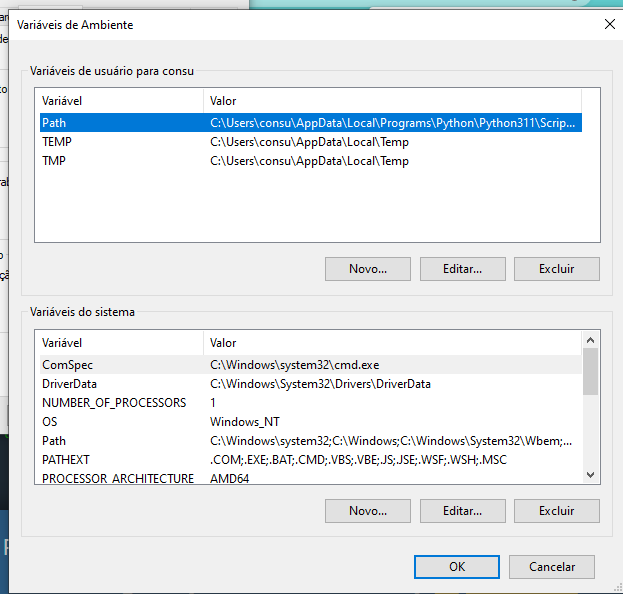 Variáveis de Ambiente
Variáveis de usuário para consu
Variável Valor
Path C:\Users\consu\AppData\Local\Programs\Python\Python311\Scrip...
TEMP C:\Users\consu\AppData\Local\Temp
TMP C:\Users\consu\AppData\Local\Temp
Novo... Editar... Excluir
Variáveis do sistema
Variável Valor
ComSpec C:\Windows\system32\cmd.exe
DriverData C:\Windows\System32\Drivers\DriverData
NUMBER_OF_PROCESSORS 1
OS Windows_NT
Path C:\Windows\system32;C:\Windows;C:\Windows\System32\Wbem;...
PATHEXT .COM;.EXE;.BAT;.CMD;.VBS;.VBE;.JS;.JSE;.WSF;.WSH;.MSC
PROCESSOR_ARCHITECTURE AMD64
Novo... Editar... Excluir
OK Cancelar